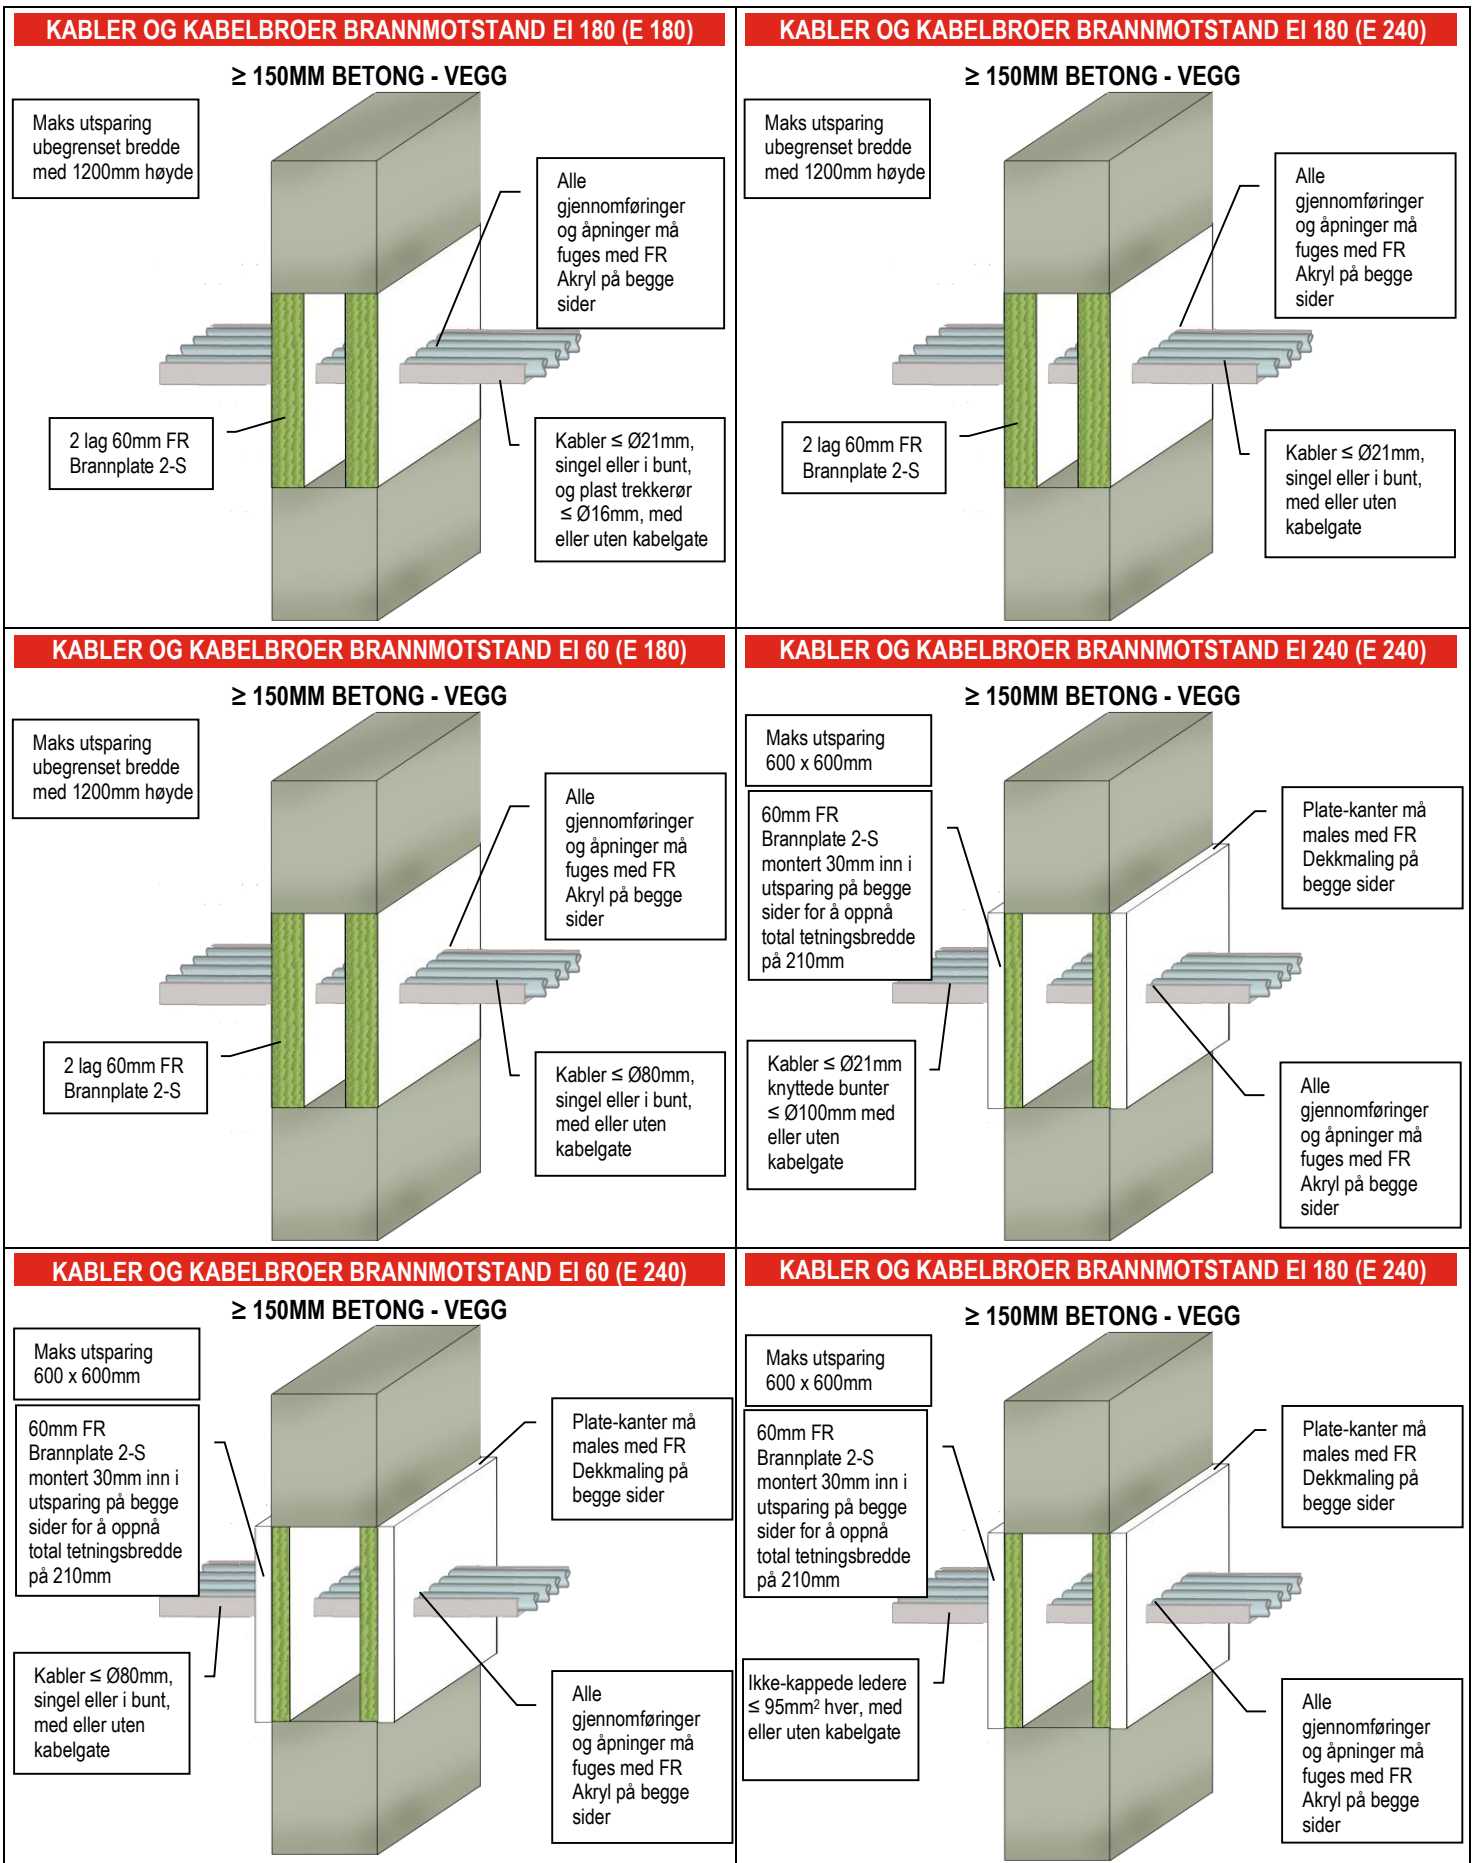 KABLER OG KABELBROER BRANNMOTSTAND EI 180 (E 180)
≥ 150MM BETONG - VEGG
Maks utsparing
ubegrenset bredde
med 1200mm høyde
Alle
gjennomføringer
og åpninger må
fuges med FR
Akryl på begge
sider
2 lag 60mm FR
Brannplate 2-S
Kabler ≤ Ø21mm,
singel eller i bunt,
og plast trekkerør
≤ Ø16mm, med
eller uten kabelgate
KABLER OG KABELBROER BRANNMOTSTAND EI 180 (E 240)
≥ 150MM BETONG - VEGG
Maks utsparing
ubegrenset bredde
med 1200mm høyde
Alle
gjennomføringer
og åpninger må
fuges med FR
Akryl på begge
sider
2 lag 60mm FR
Brannplate 2-S
Kabler ≤ Ø21mm,
singel eller i bunt,
med eller uten
kabelgate
KABLER OG KABELBROER BRANNMOTSTAND EI 60 (E 180)
≥ 150MM BETONG - VEGG
Maks utsparing
ubegrenset bredde
med 1200mm høyde
Alle
gjennomføringer
og åpninger må
fuges med FR
Akryl på begge
sider
2 lag 60mm FR
Brannplate 2-S
Kabler ≤ Ø80mm,
singel eller i bunt,
med eller uten
kabelgate
KABLER OG KABELBROER BRANNMOTSTAND EI 240 (E 240)
≥ 150MM BETONG - VEGG
Maks utsparing
600 x 600mm
60mm FR
Brannplate 2-S
montert 30mm inn i
utsparing på begge
sider for å oppnå
total tetningsbredde
på 210mm
Plate-kanter må
males med FR
Dekkmaling på
begge sider
Kabler ≤ Ø21mm
knyttede bunter
≤ Ø100mm med
eller uten
kabelgate
Alle
gjennomføringer
og åpninger må
fuges med FR
Akryl på begge
sider
KABLER OG KABELBROER BRANNMOTSTAND EI 60 (E 240)
≥ 150MM BETONG - VEGG
Maks utsparing
600 x 600mm
60mm FR
Brannplate 2-S
montert 30mm inn i
utsparing på begge
sider for å oppnå
total tetningsbredde
på 210mm
Plate-kanter må
males med FR
Dekkmaling på
begge sider
Kabler ≤ Ø80mm,
singel eller i bunt,
med eller uten
kabelgate
Alle
gjennomføringer
og åpninger må
fuges med FR
Akryl på begge
sider
KABLER OG KABELBROER BRANNMOTSTAND EI 180 (E 240)
≥ 150MM BETONG - VEGG
Maks utsparing
600 x 600mm
60mm FR
Brannplate 2-S
montert 30mm inn i
utsparing på begge
sider for å oppnå
total tetningsbredde
på 210mm
Plate-kanter må
males med FR
Dekkmaling på
begge sider
Ikke-kappede ledere
≤ 95mm² hver, med
eller uten kabelgate
Alle
gjennomføringer
og åpninger må
fuges med FR
Akryl på begge
sider